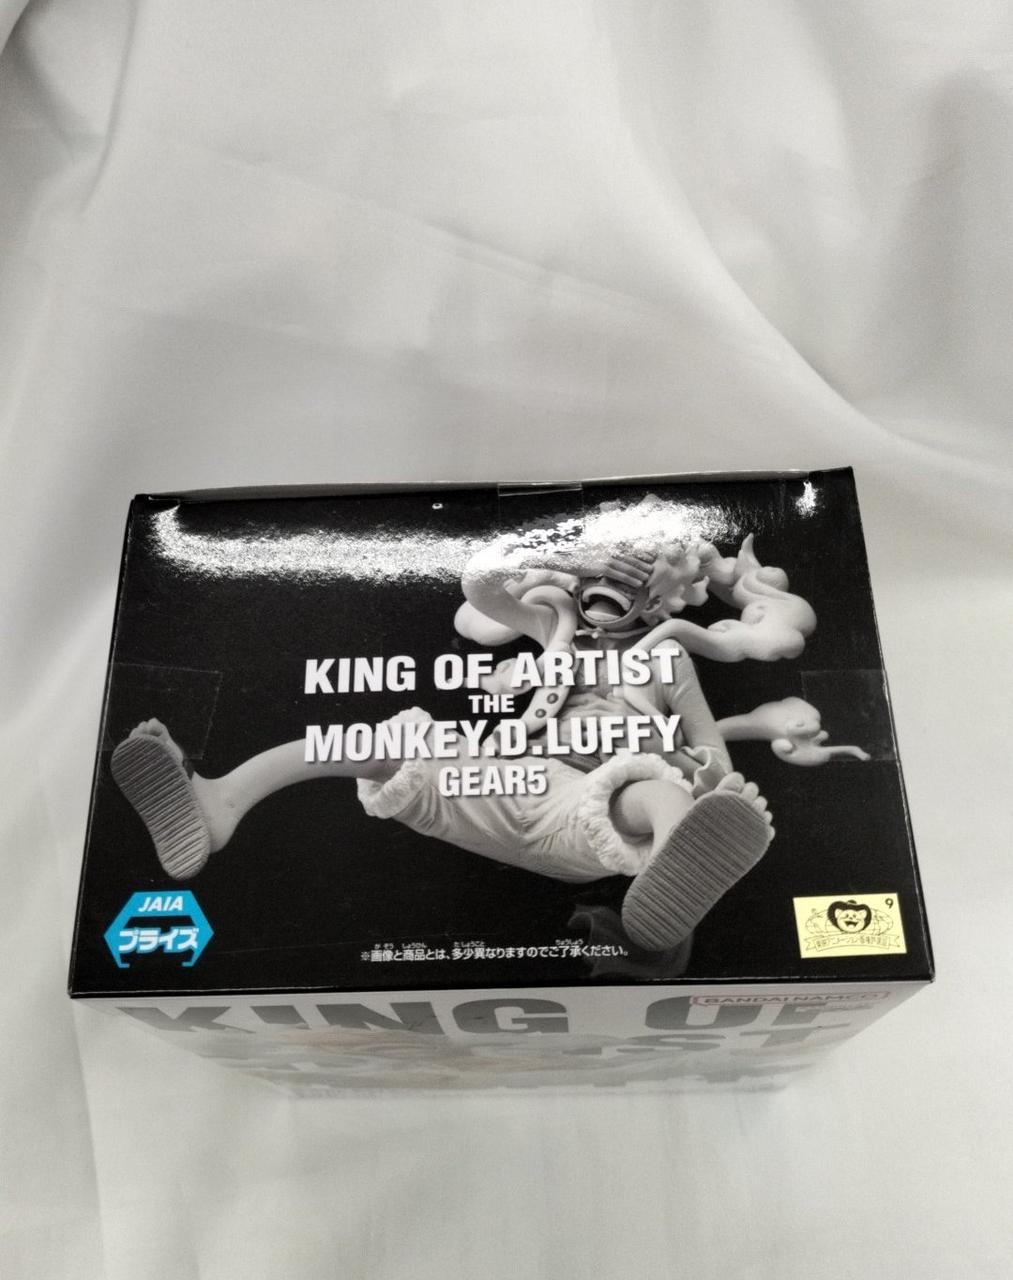 KING OF ARTIST
THE
MONKEY.D.LUFFY
GEAR5
JAIA
プライズ
9
※画像と商品とは、多少異なりますのでご了承ください。
BANDAI NAMCO
KING OF